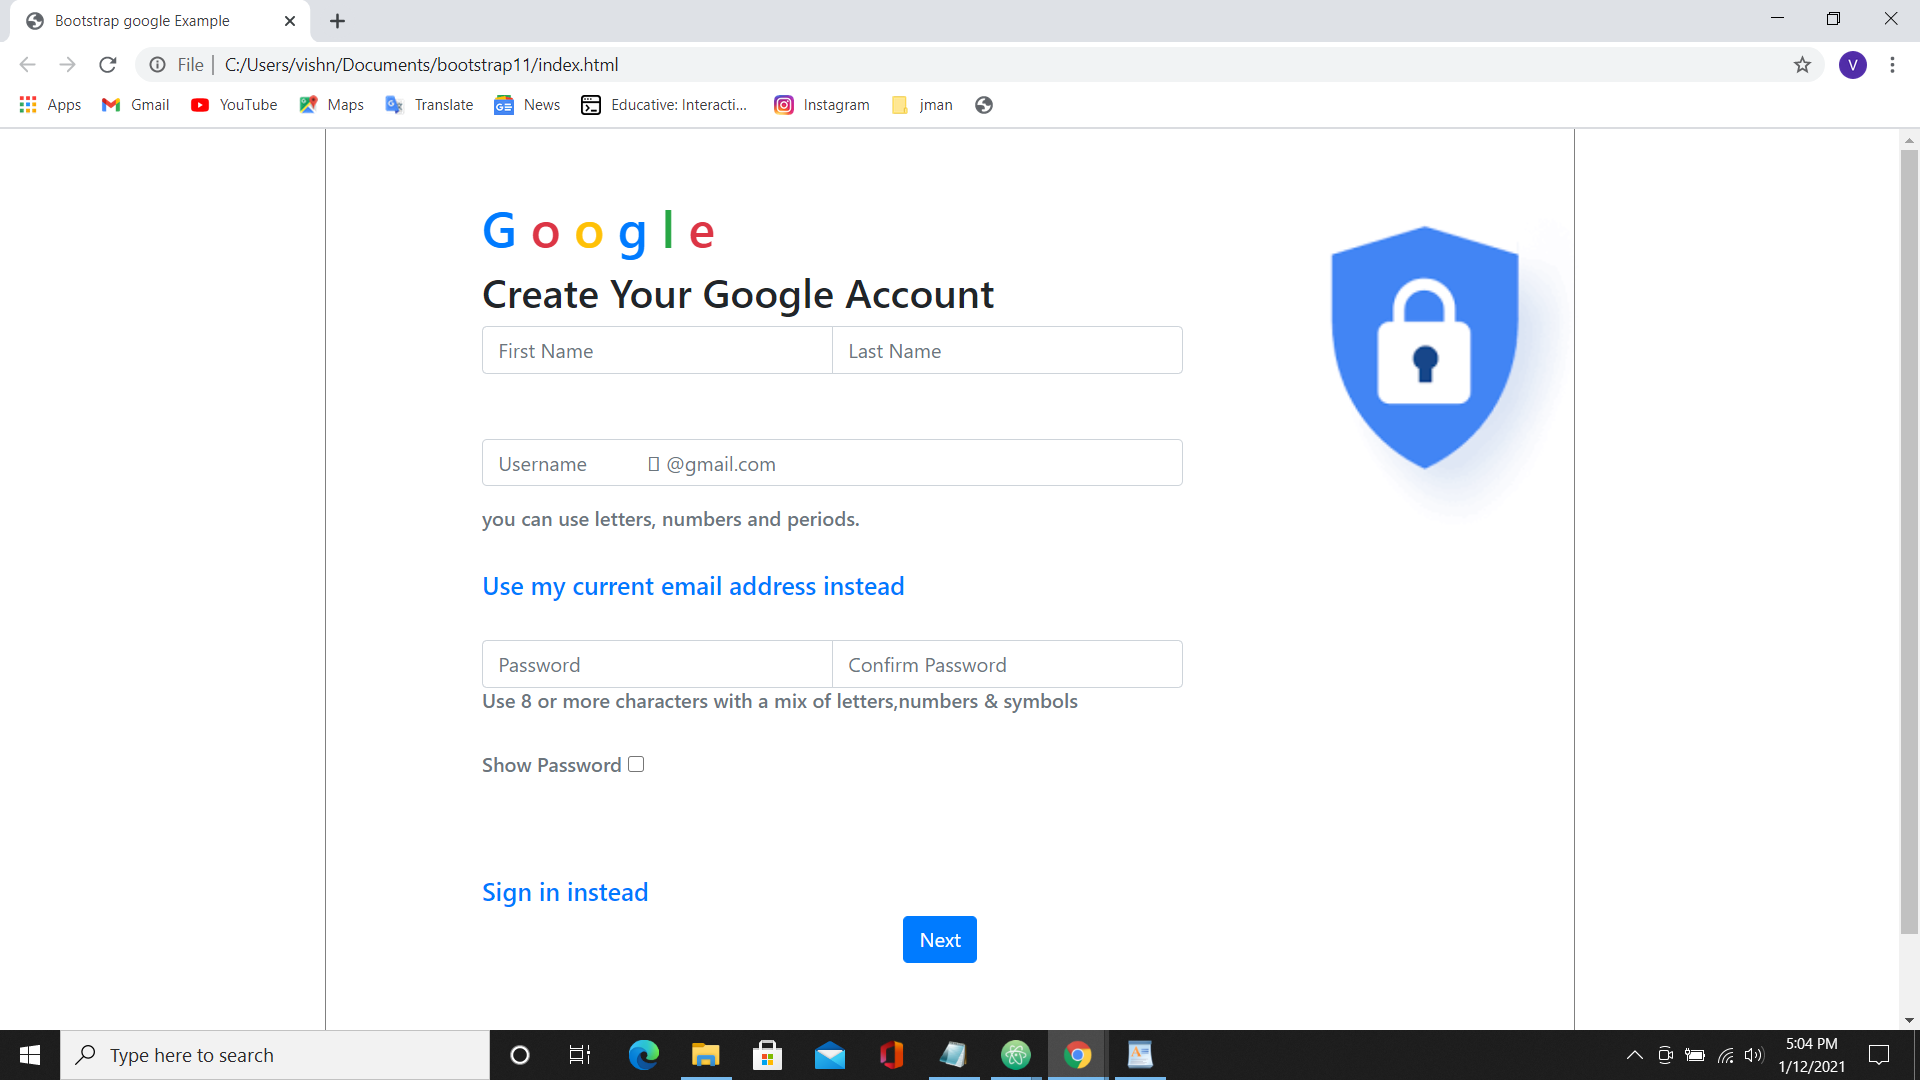 Bootstrap google Example
File | C:/Users/vishn/Documents/bootstrap11/index.html
V
Apps Gmail YouTube Maps Translate News Educative: Interacti... Instagram jman
G o o g l e
Create Your Google Account
First Name Last Name
Username @gmail.com
you can use letters, numbers and periods.
Use my current email address instead
Password Confirm Password
Use 8 or more characters with a mix of letters,numbers & symbols
Show Password
Sign in instead
Next
Type here to search
5:04 PM
1/12/2021